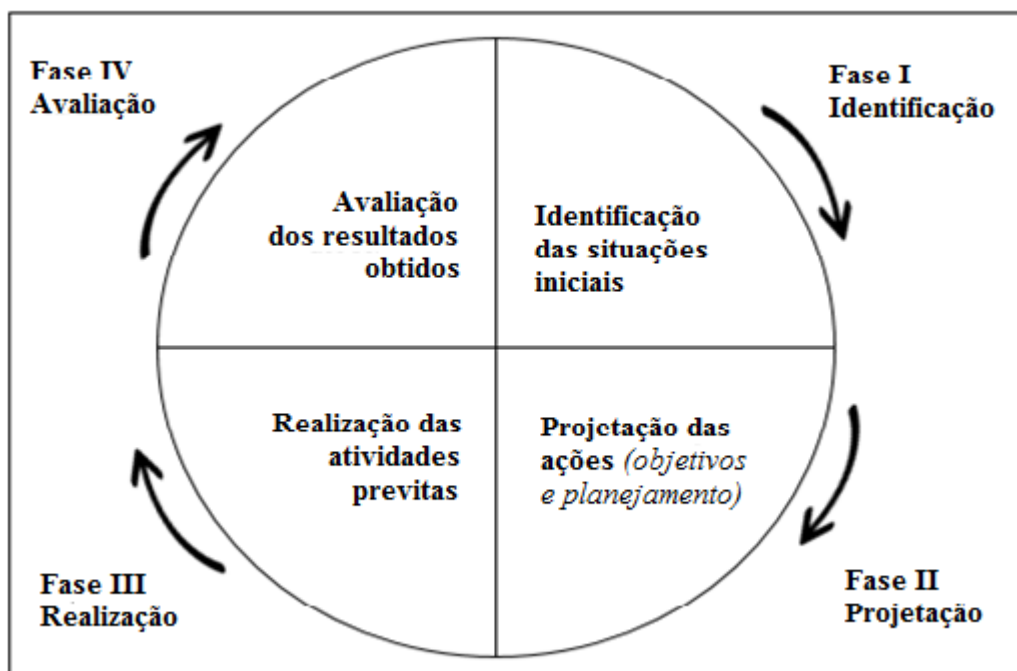 Fase IV
Avaliação
Fase I
Identificação
Avaliação
dos resultados
obtidos
Identificação
das situações
iniciais
Realização das
atividades
previtas
Projetação das
ações (objetivos
e planejamento)
Fase III
Realização
Fase II
Projetação